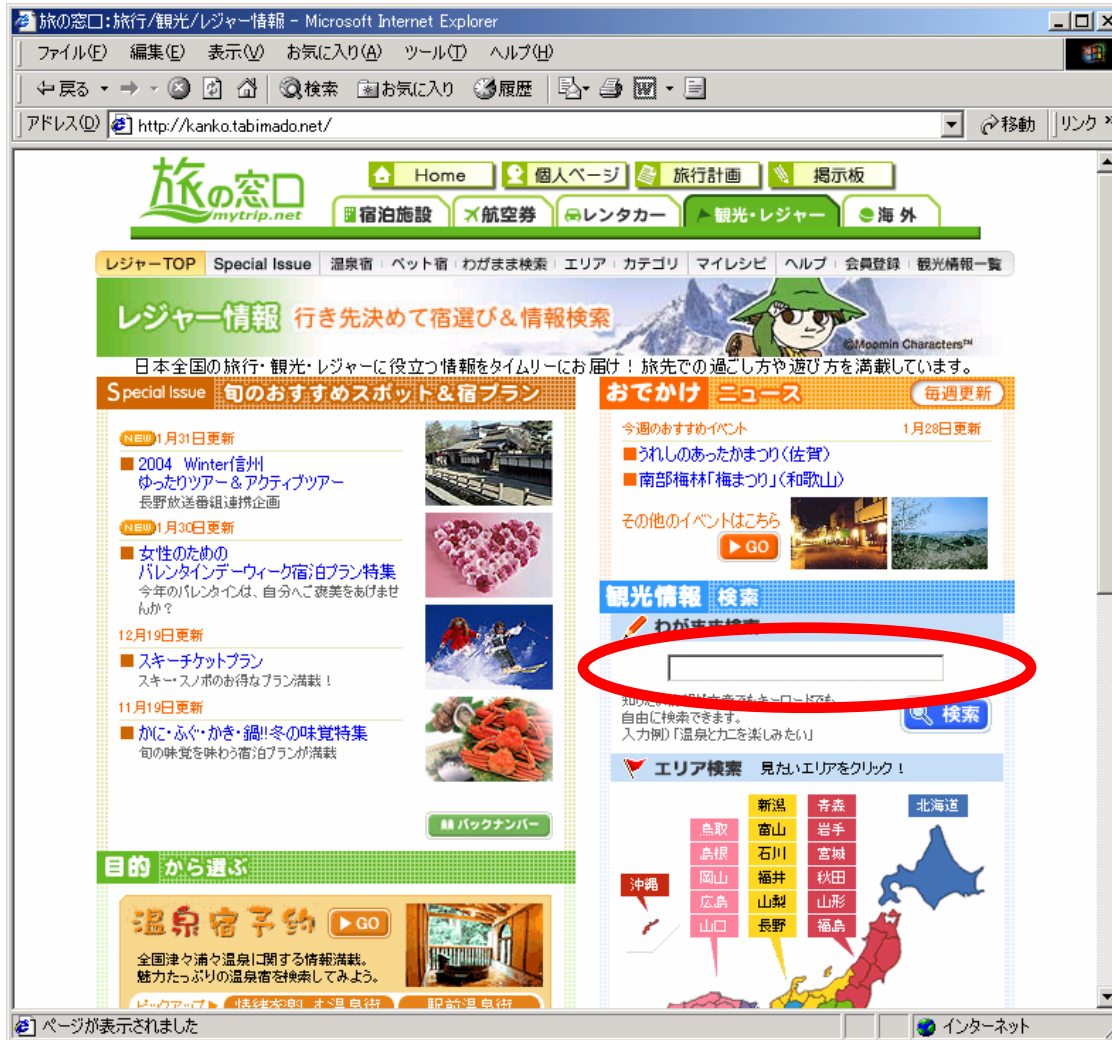 旅の窓口:旅行/観光/レジャー情報 - Microsoft Internet Explorer
ファイル(F) 編集(E) 表示(V) お気に入り(A) ツール(T) ヘルプ(H)
戻る 検索 お気に入り 履歴
アドレス(D) http://kanko.tabimado.net/ 移動 リンク »
旅の窓口
mytrip.net
Home 個人ページ 旅行計画 掲示板
宿泊施設 航空券 レンタカー 観光・レジャー 海外
レジャーTOP Special Issue 温泉宿 ペット宿 わがまま検索 エリア カテゴリ マイレシピ ヘルプ 会員登録 観光情報一覧
レジャー情報 行き先決めて宿選び&情報検索
©Moomin Characters™
日本全国の旅行・観光・レジャーに役立つ情報をタイムリーにお届け!旅先での過ごし方や遊び方を満載しています。
Special Issue 旬のおすすめスポット&宿プラン
NEW 1月31日更新
2004 Winter信州
ゆったりツアー&アクティブツアー
長野放送番組連携企画
NEW 1月30日更新
女性のための
バレンタインデーウィーク宿泊プラン特集
今年のバレンタインは、自分へご褒美をあげませ
んか?
12月19日更新
スキーチケットプラン
スキー・スノボのお得なプラン満載!
11月19日更新
かに・ふぐ・かき・鍋!!冬の味覚特集
旬の味覚を味わう宿泊プランが満載
バックナンバー
目的 から選ぶ
温泉宿予約 GO
全国津々浦々温泉に関する情報満載。
魅力たっぷりの温泉宿を検索してみよう。
ピックアップ 駅前温泉街
おでかけ ニュース 毎週更新
今週のおすすめイベント 1月28日更新
うれしのあったかまつり(佐賀)
南部梅林「梅まつり」(和歌山)
その他のイベントはこちら
GO
観光情報 検索
わがまま検索
自由に検索できます。
入力例)「温泉とカニを楽しみたい」
検索
エリア検索 見たいエリアをクリック!
新潟 青森 北海道
鳥取 富山 岩手
島根 石川 宮城
沖縄 岡山 福井 秋田
広島 山梨 山形
山口 長野 福島
ページが表示されました インターネット